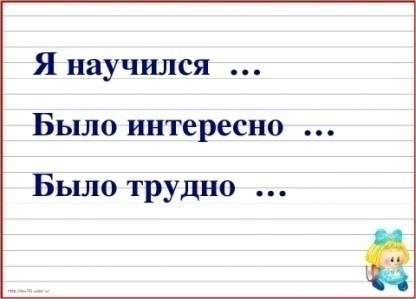 Я научился ...
Было интересно ...
Было трудно ...